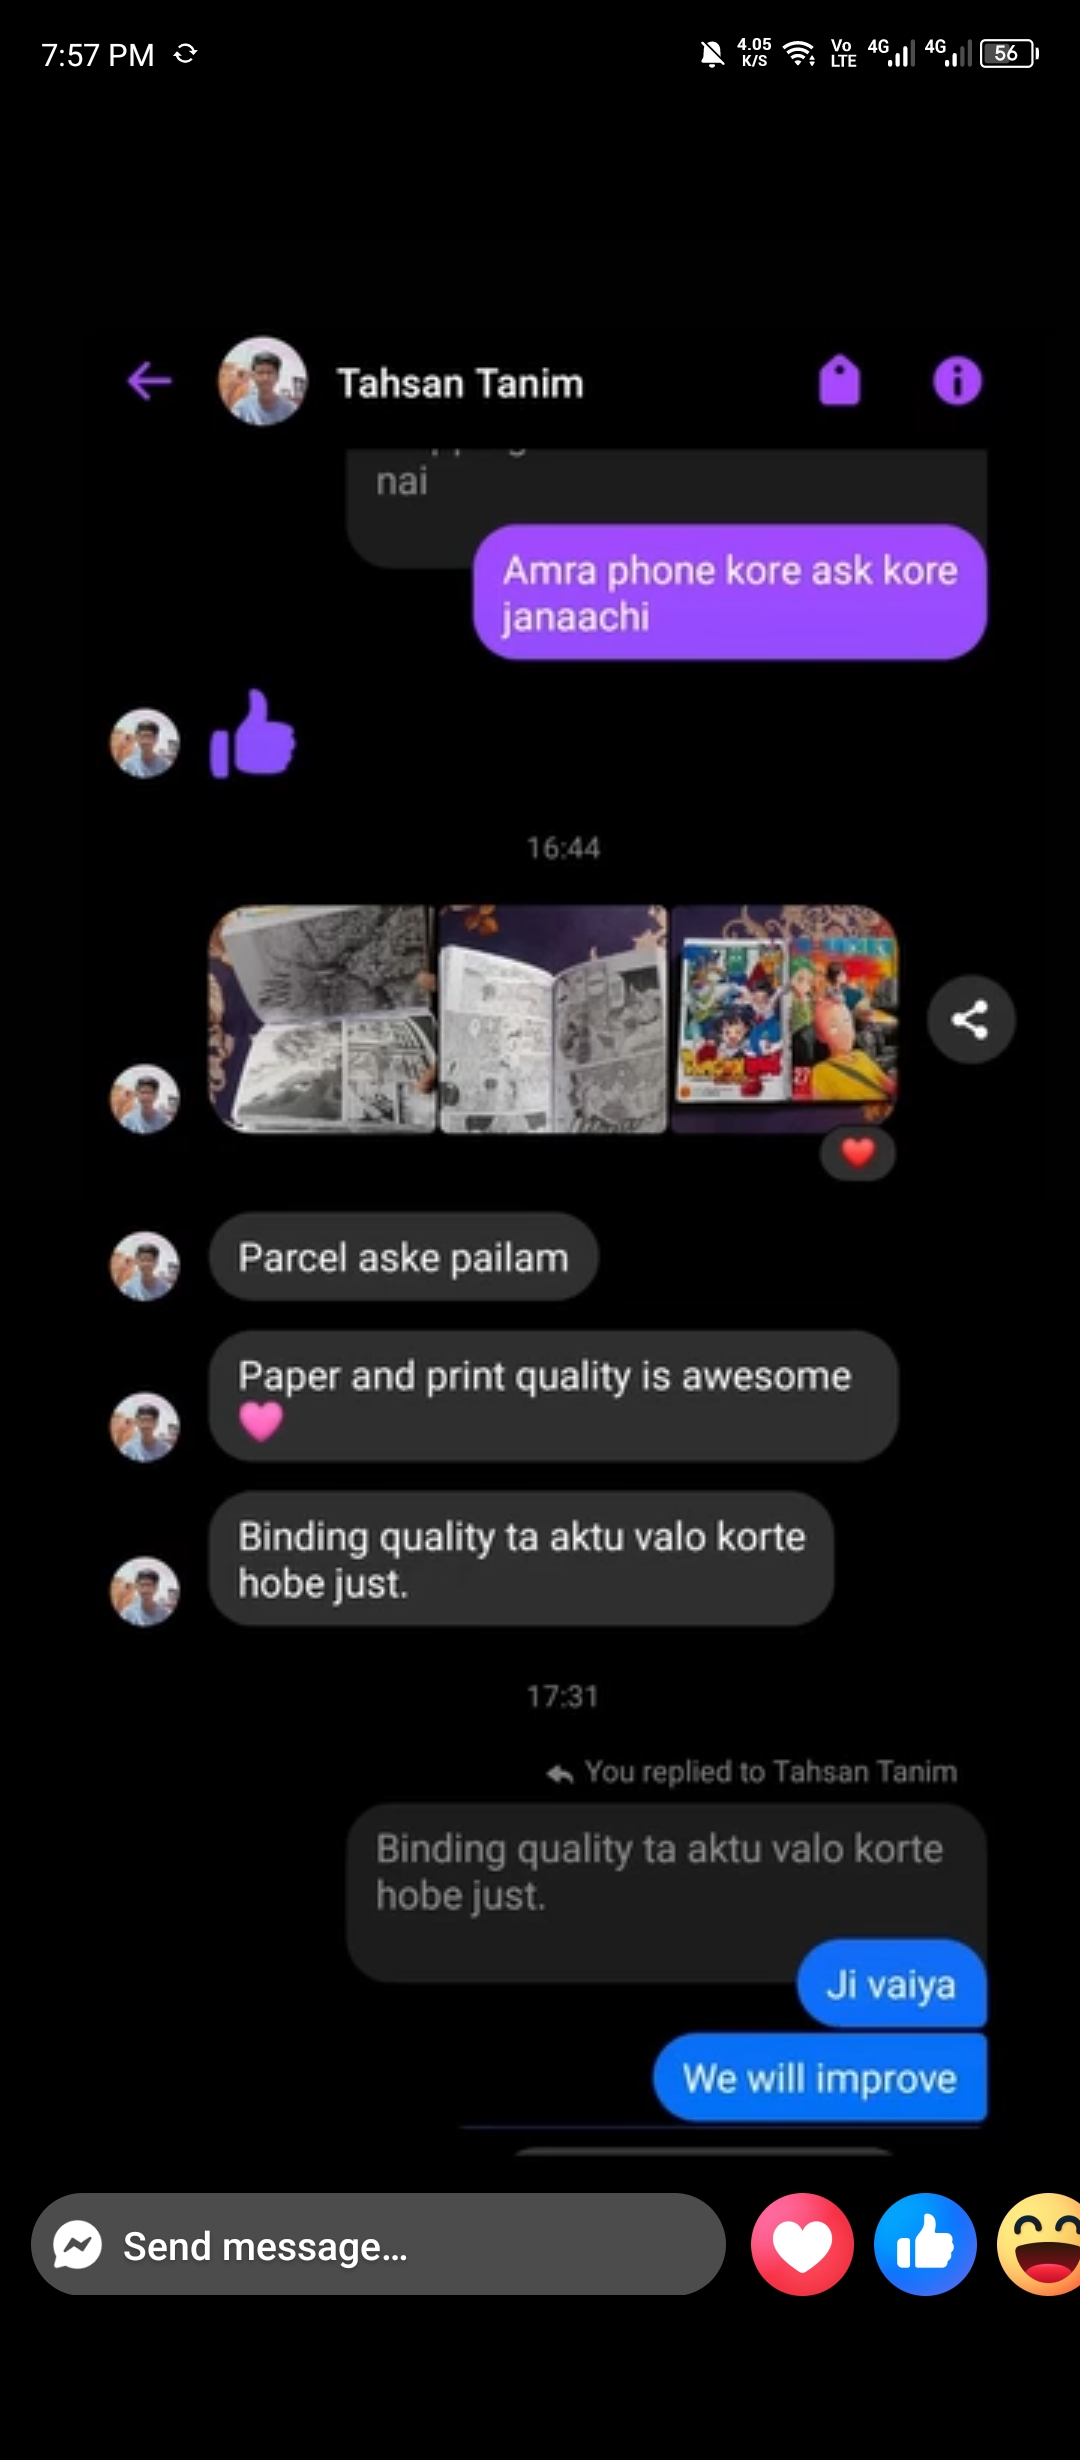 7:57 PM
4.05 K/S Vo LTE 4G 4G 56
Tahsan Tanim
nai
Amra phone kore ask kore
janaachi
16:44
27
Parcel aske pailam
Paper and print quality is awesome
🩷
Binding quality ta aktu valo korte
hobe just.
17:31
You replied to Tahsan Tanim
Binding quality ta aktu valo korte
hobe just.
Ji vaiya
We will improve
Send message...